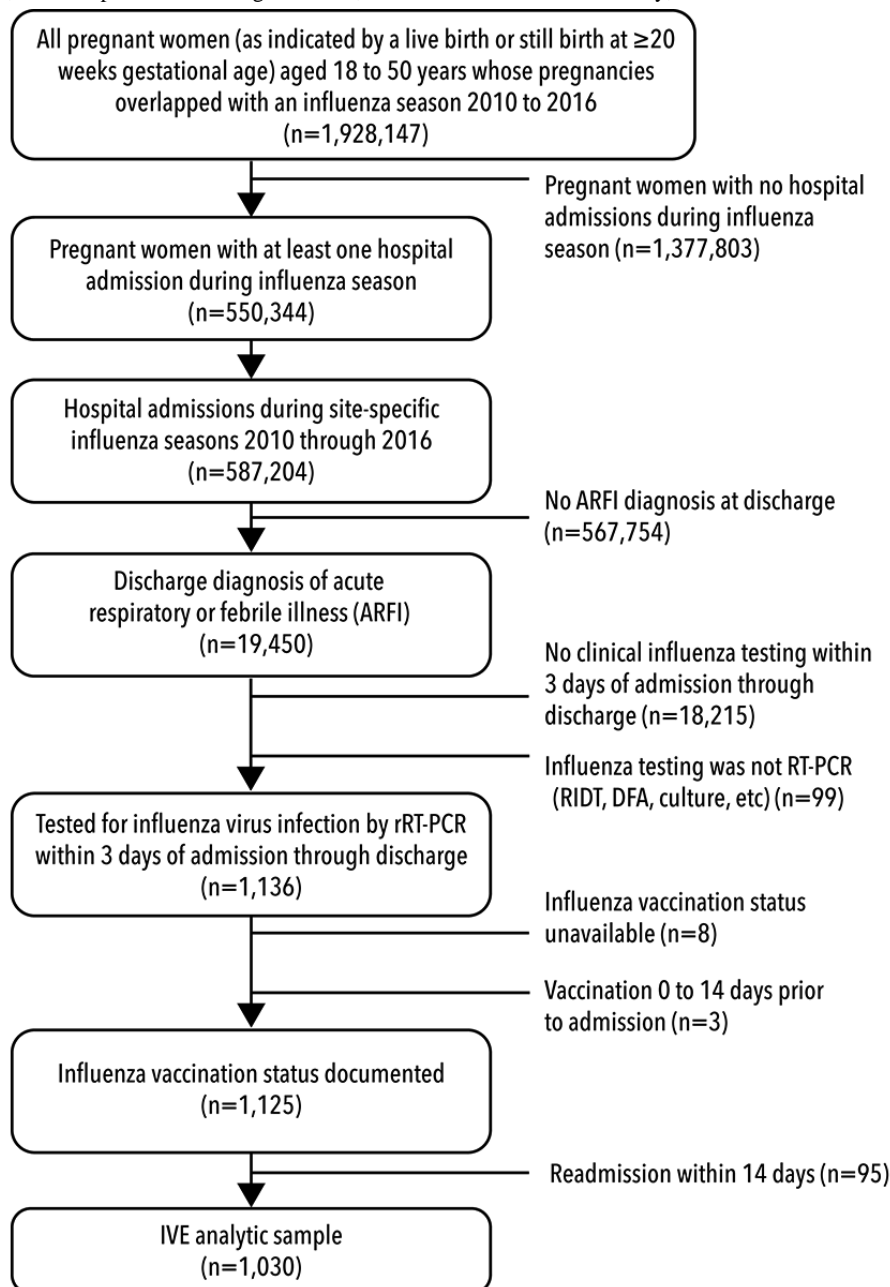 All pregnant women (as indicated by a live birth or still birth at ≥20
weeks gestational age) aged 18 to 50 years whose pregnancies
overlapped with an influenza season 2010 to 2016
(n=1,928,147)
Pregnant women with no hospital
admissions during influenza
season (n=1,377,803)
Pregnant women with at least one hospital
admission during influenza season
(n=550,344)
Hospital admissions during site-specific
influenza seasons 2010 through 2016
(n=587,204)
No ARFI diagnosis at discharge
(n=567,754)
Discharge diagnosis of acute
respiratory or febrile illness (ARFI)
(n=19,450)
No clinical influenza testing within
3 days of admission through
discharge (n=18,215)
Influenza testing was not RT-PCR
(RIDT, DFA, culture, etc) (n=99)
Tested for influenza virus infection by rRT-PCR
within 3 days of admission through discharge
(n=1,136)
Influenza vaccination status
unavailable (n=8)
Vaccination 0 to 14 days prior
to admission (n=3)
Influenza vaccination status documented
(n=1,125)
Readmission within 14 days (n=95)
IVE analytic sample
(n=1,030)